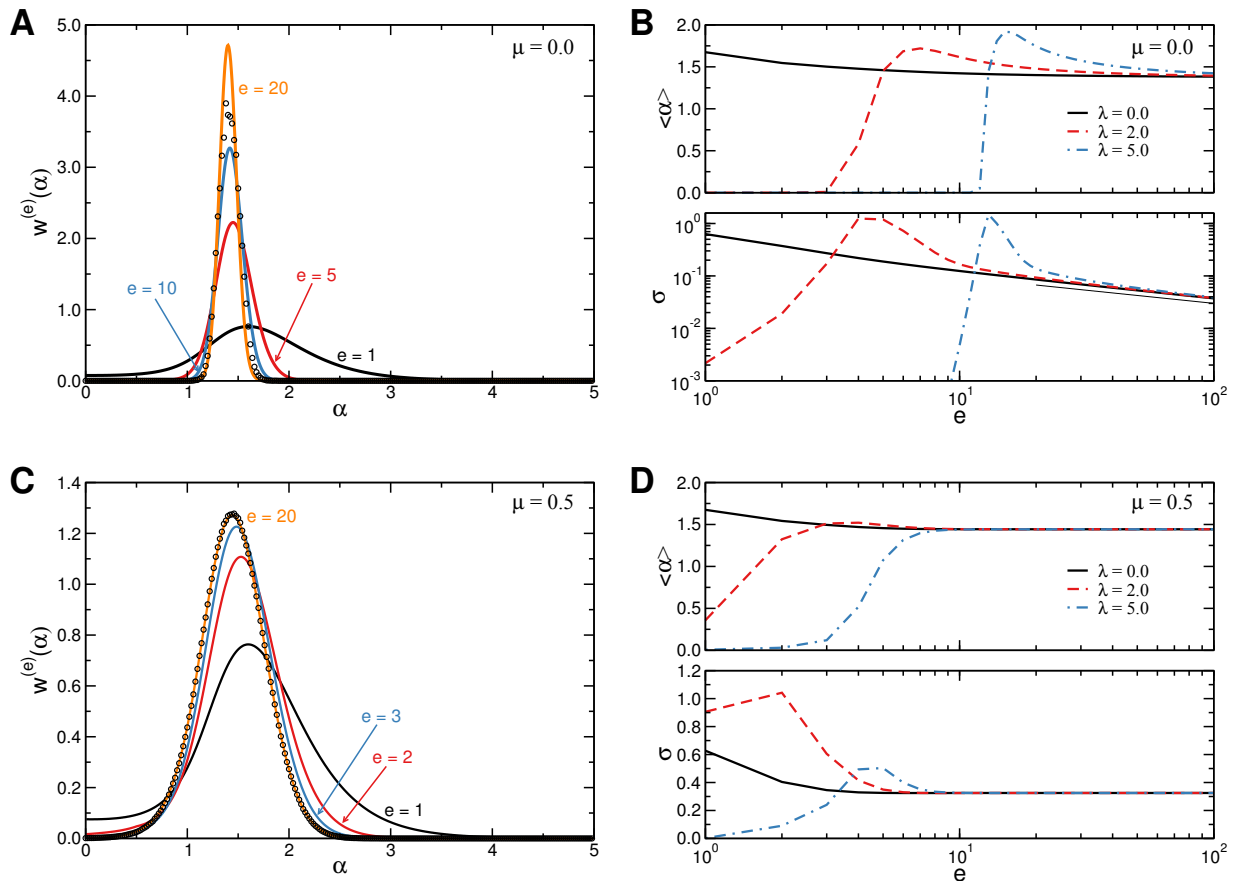 A
μ = 0.0
5.0
4.0
3.0
2.0
1.0
0.0
w^(e)(α)
e = 20
e = 10
e = 5
e = 1
0 1 2 3 4 5
α
B
μ = 0.0
2.0
1.5
1.0
0.5
0.0
<α>
λ = 0.0
λ = 2.0
λ = 5.0
10^0
10^-1
10^-2
10^-3
σ
10^0 10^1 10^2
e
C
μ = 0.5
1.4
1.2
1.0
0.8
0.6
0.4
0.2
0.0
w^(e)(α)
e = 20
e = 3
e = 2
e = 1
0 1 2 3 4 5
α
D
μ = 0.5
2.0
1.5
1.0
0.5
0.0
<α>
λ = 0.0
λ = 2.0
λ = 5.0
1.2
1.0
0.8
0.6
0.4
0.2
0.0
σ
10^0 10^1 10^2
e